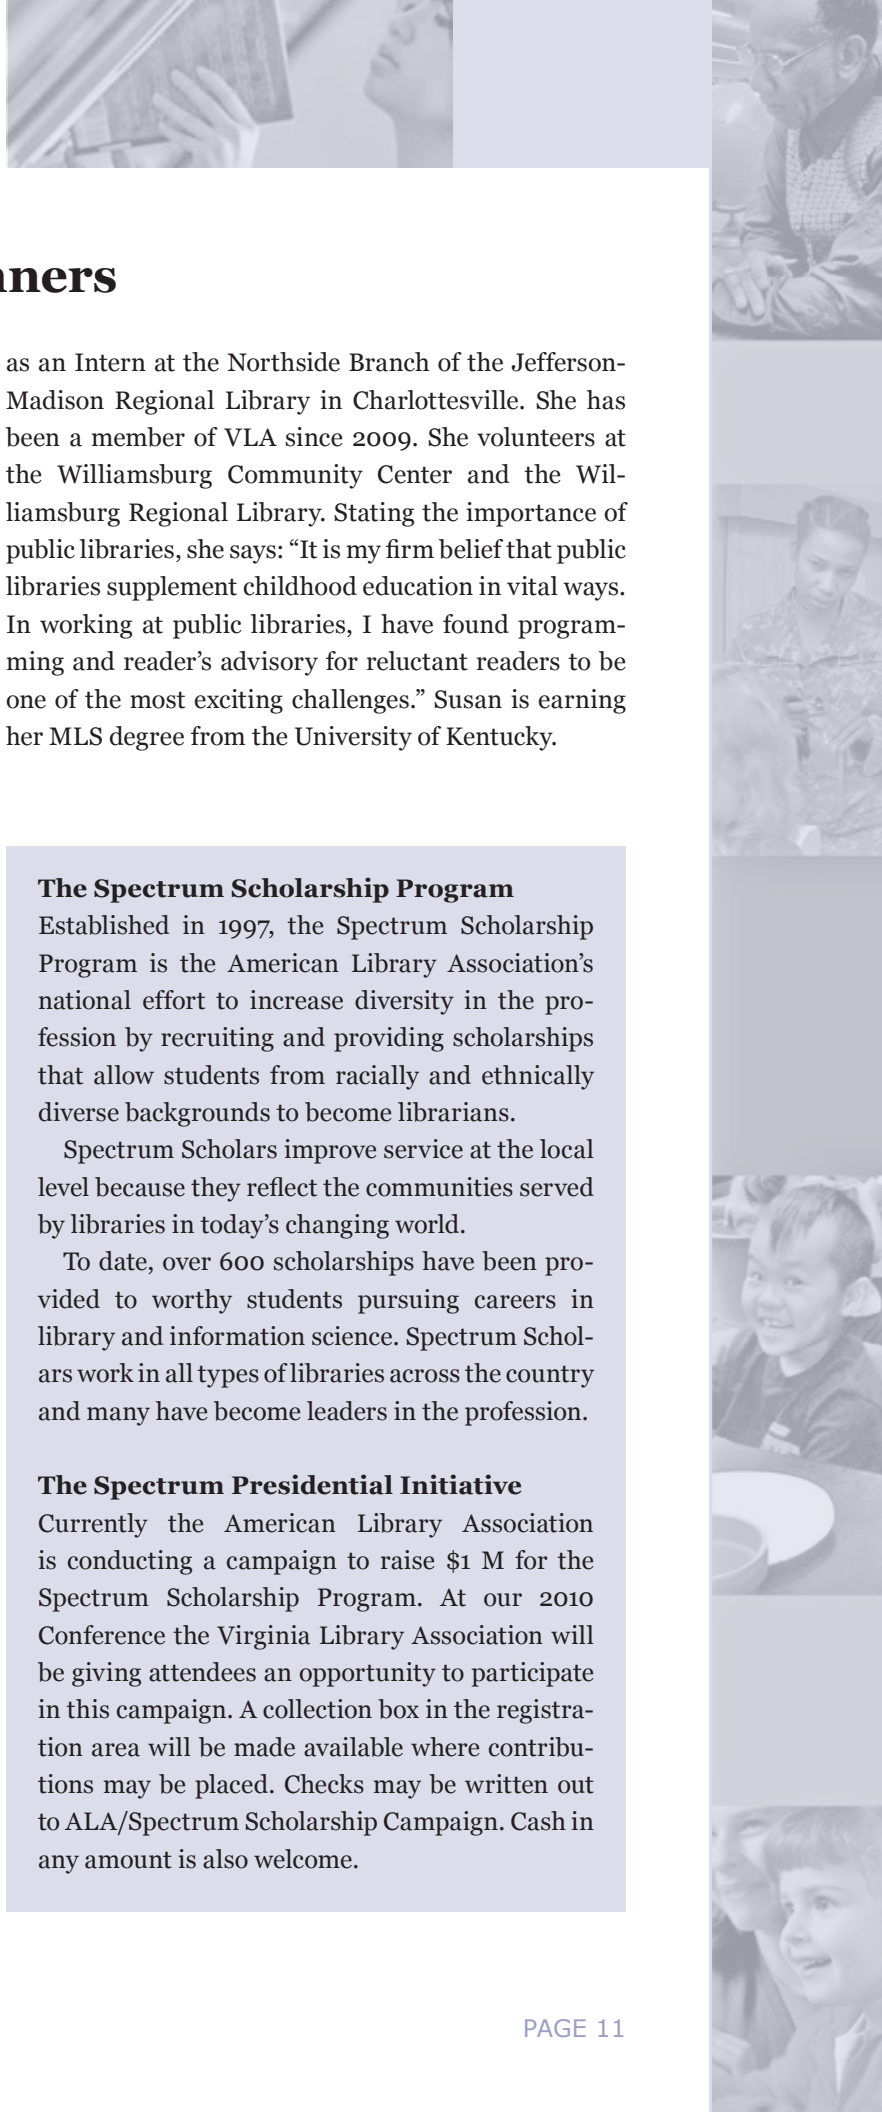 ners
as an Intern at the Northside Branch of the Jefferson-
Madison Regional Library in Charlottesville. She has
been a member of VLA since 2009. She volunteers at
the Williamsburg Community Center and the Wil-
liamsburg Regional Library. Stating the importance of
public libraries, she says: “It is my firm belief that public
libraries supplement childhood education in vital ways.
In working at public libraries, I have found program-
ming and reader’s advisory for reluctant readers to be
one of the most exciting challenges.” Susan is earning
her MLS degree from the University of Kentucky.
The Spectrum Scholarship Program
Established in 1997, the Spectrum Scholarship
Program is the American Library Association’s
national effort to increase diversity in the pro-
fession by recruiting and providing scholarships
that allow students from racially and ethnically
diverse backgrounds to become librarians.
Spectrum Scholars improve service at the local
level because they reflect the communities served
by libraries in today’s changing world.
To date, over 600 scholarships have been pro-
vided to worthy students pursuing careers in
library and information science. Spectrum Schol-
ars work in all types of libraries across the country
and many have become leaders in the profession.
The Spectrum Presidential Initiative
Currently the American Library Association
is conducting a campaign to raise $1 M for the
Spectrum Scholarship Program. At our 2010
Conference the Virginia Library Association will
be giving attendees an opportunity to participate
in this campaign. A collection box in the registra-
tion area will be made available where contribu-
tions may be placed. Checks may be written out
to ALA/Spectrum Scholarship Campaign. Cash in
any amount is also welcome.
PAGE 11